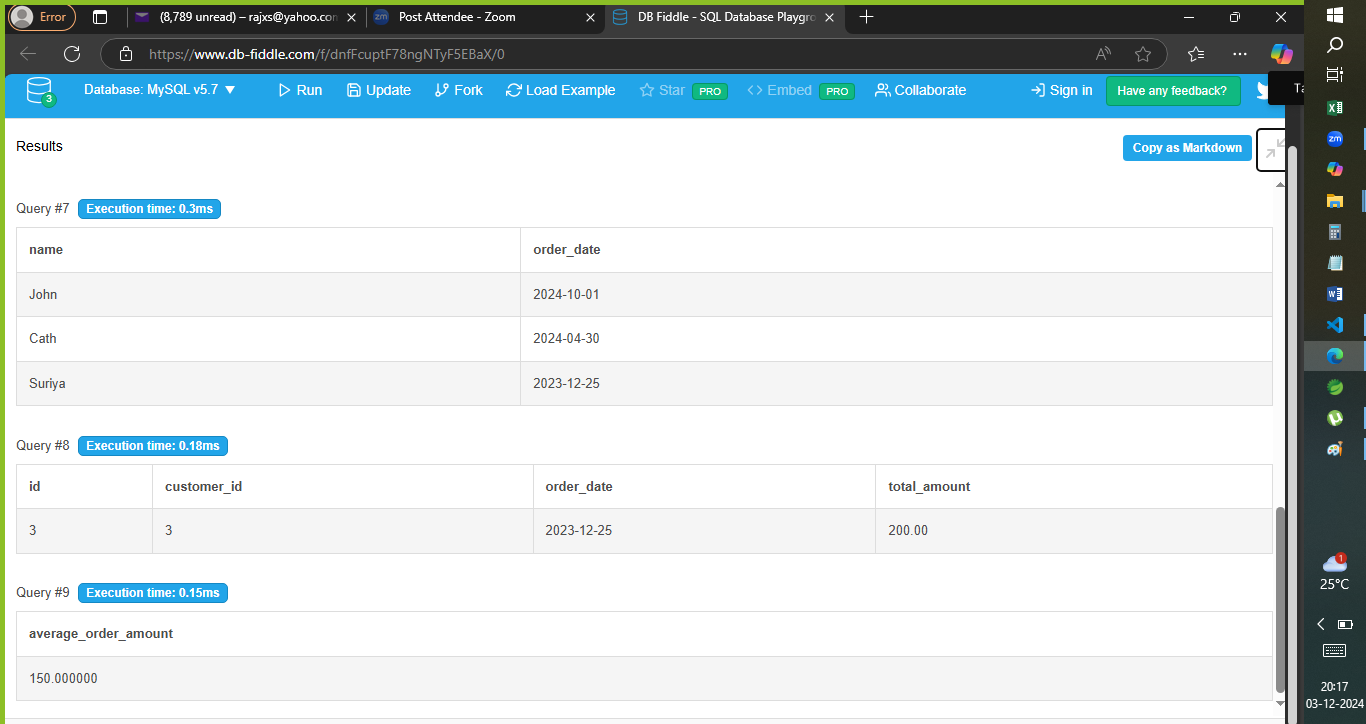 Error
(8,789 unread) – rajxs@yahoo.con
zm
Post Attendee - Zoom
DB Fiddle - SQL Database Playgro
https://www.db-fiddle.com/f/dnfFcuptF78ngNTyF5EBaX/0
3
Database: MySQL v5.7
Run
Update
Fork
Load Example
Star PRO
Embed PRO
Collaborate
Sign in
Have any feedback?
Ta
Results
Copy as Markdown
Query #7 Execution time: 0.3ms
name order_date
John 2024-10-01
Cath 2024-04-30
Suriya 2023-12-25
Query #8 Execution time: 0.18ms
id customer_id order_date total_amount
3 3 2023-12-25 200.00
Query #9 Execution time: 0.15ms
average_order_amount
150.000000
zm
1
25°C
20:17
03-12-2024